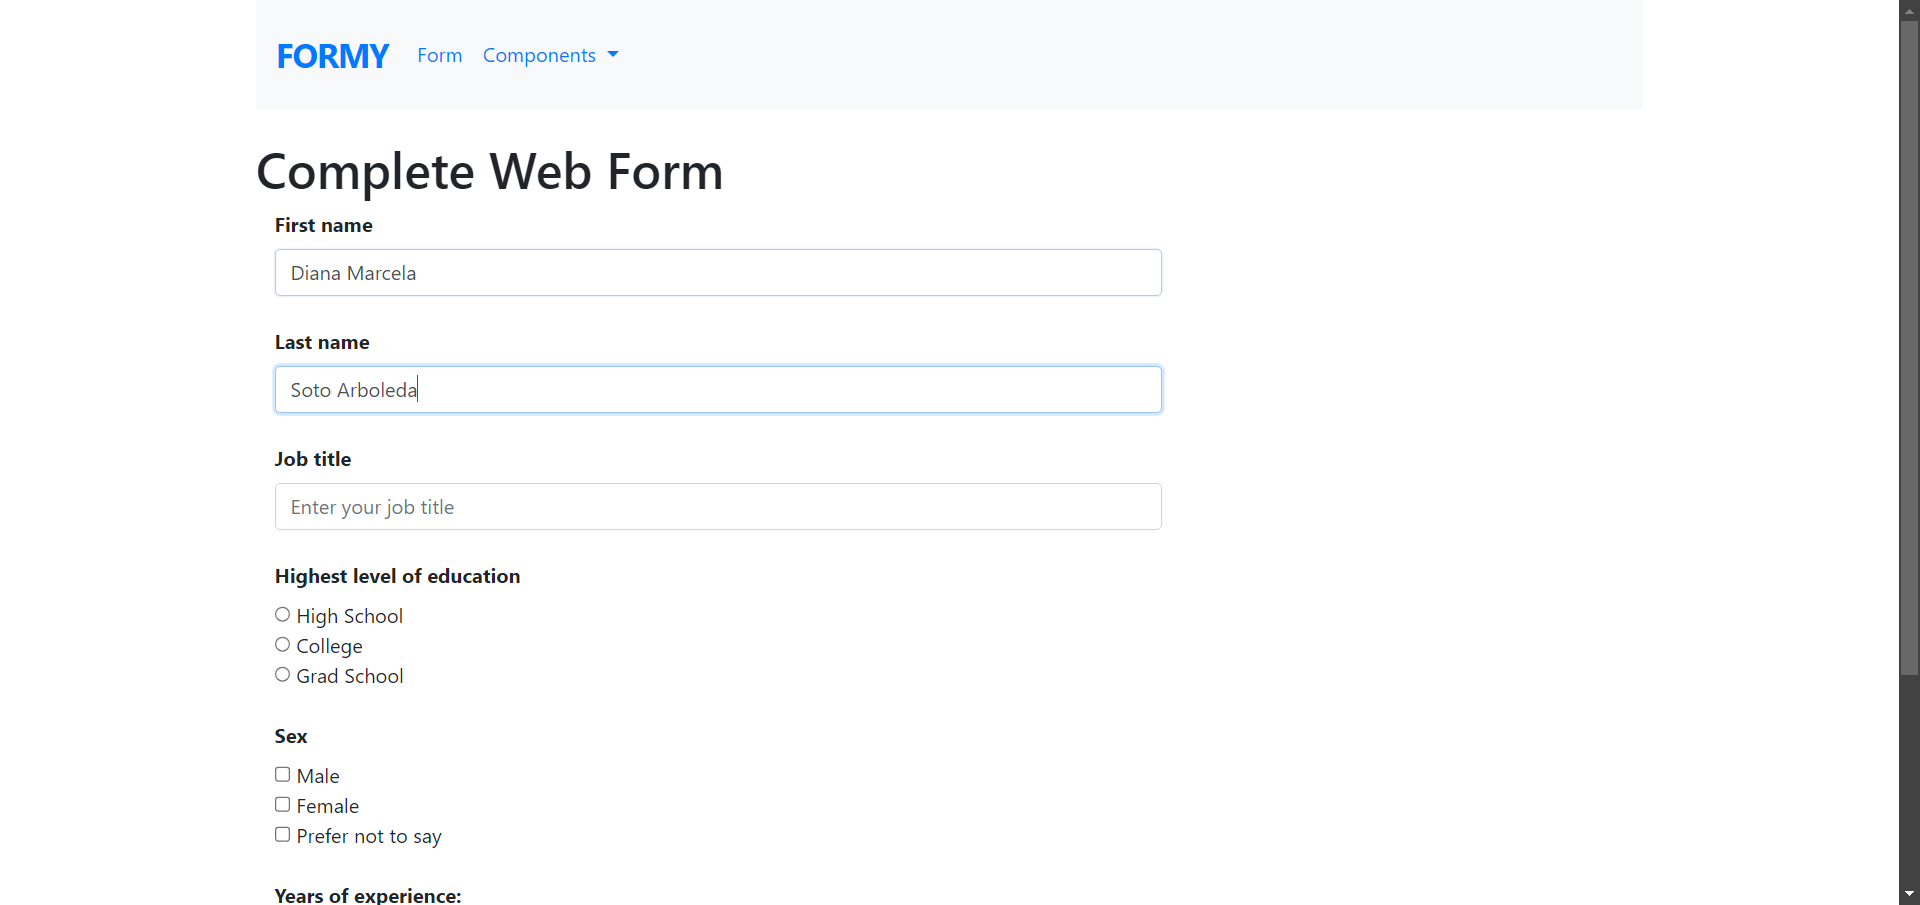 FORMY Form Components
Complete Web Form
First name
Diana Marcela
Last name
Soto Arboleda
Job title
Enter your job title
Highest level of education
High School
College
Grad School
Sex
Male
Female
Prefer not to say
Years of experience: